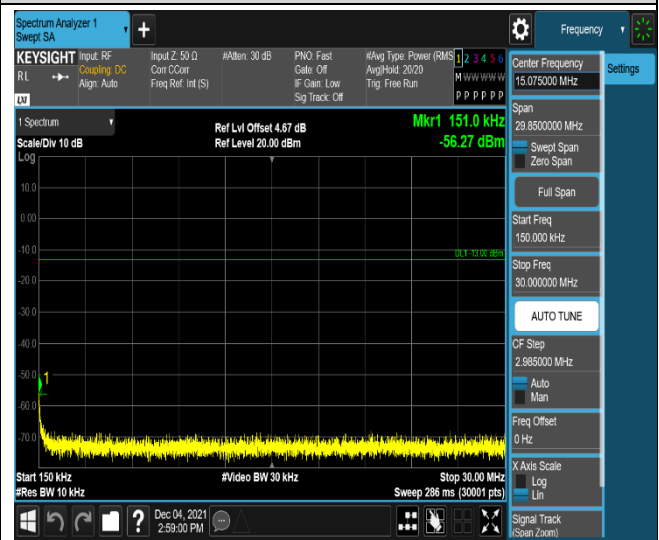 Spectrum Analyzer 1
Swept SA
+
Frequency
KEYSIGHT Input: RF Input Z: 50 Ω #Atten: 30 dB PNO: Fast #Avg Type: Power (RMS 1 2 3 4 5 6
RL Coupling: DC Corr CCorr Gate: Off Avg|Hold: 20/20 M W W W W W
Align: Auto Freq Ref: Int (S) IF Gain: Low Trig: Free Run
LXI Sig Track: Off P P P P P P
Center Frequency
15.075000 MHz
Settings
1 Spectrum
Ref Lvl Offset 4.67 dB Mkr1 151.0 kHz
Scale/Div 10 dB Ref Level 20.00 dBm -56.27 dBm
Log
10.0
0.00
-10.0
DL1 -13.00 dBm
-20.0
-30.0
-40.0
-50.0
1
-60.0
-70.0
Start 150 kHz #Video BW 30 kHz Stop 30.00 MHz
#Res BW 10 kHz Sweep 286 ms (30001 pts)
Span
29.8500000 MHz
Swept Span
Zero Span
Full Span
Start Freq
150.000 kHz
Stop Freq
30.000000 MHz
AUTO TUNE
CF Step
2.985000 MHz
Auto
Man
Freq Offset
0 Hz
X Axis Scale
Log
Lin
Signal Track
(Span Zoom)
?
Dec 04, 2021
2:59:00 PM